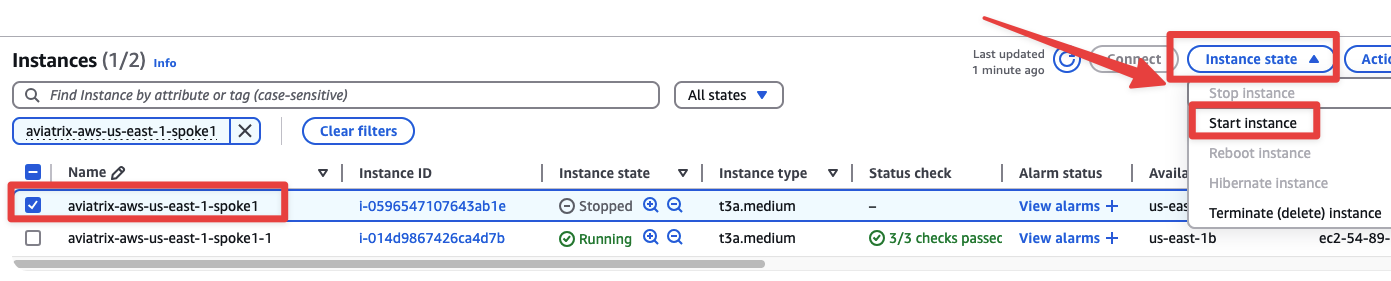 Instances (1/2) Info
Last updated
1 minute ago
Connect
Instance state
Find Instance by attribute or tag (case-sensitive)
All states
Stop instance
Start instance
Reboot instance
Hibernate instance
Terminate (delete) instance
aviatrix-aws-us-east-1-spoke1
Clear filters
Name Instance ID Instance state Instance type Status check Alarm status
aviatrix-aws-us-east-1-spoke1 i-0596547107643ab1e Stopped t3a.medium – View alarms + us-eas
aviatrix-aws-us-east-1-spoke1-1 i-014d9867426ca4d7b Running t3a.medium 3/3 checks passec View alarms + us-east-1b ec2-54-89-